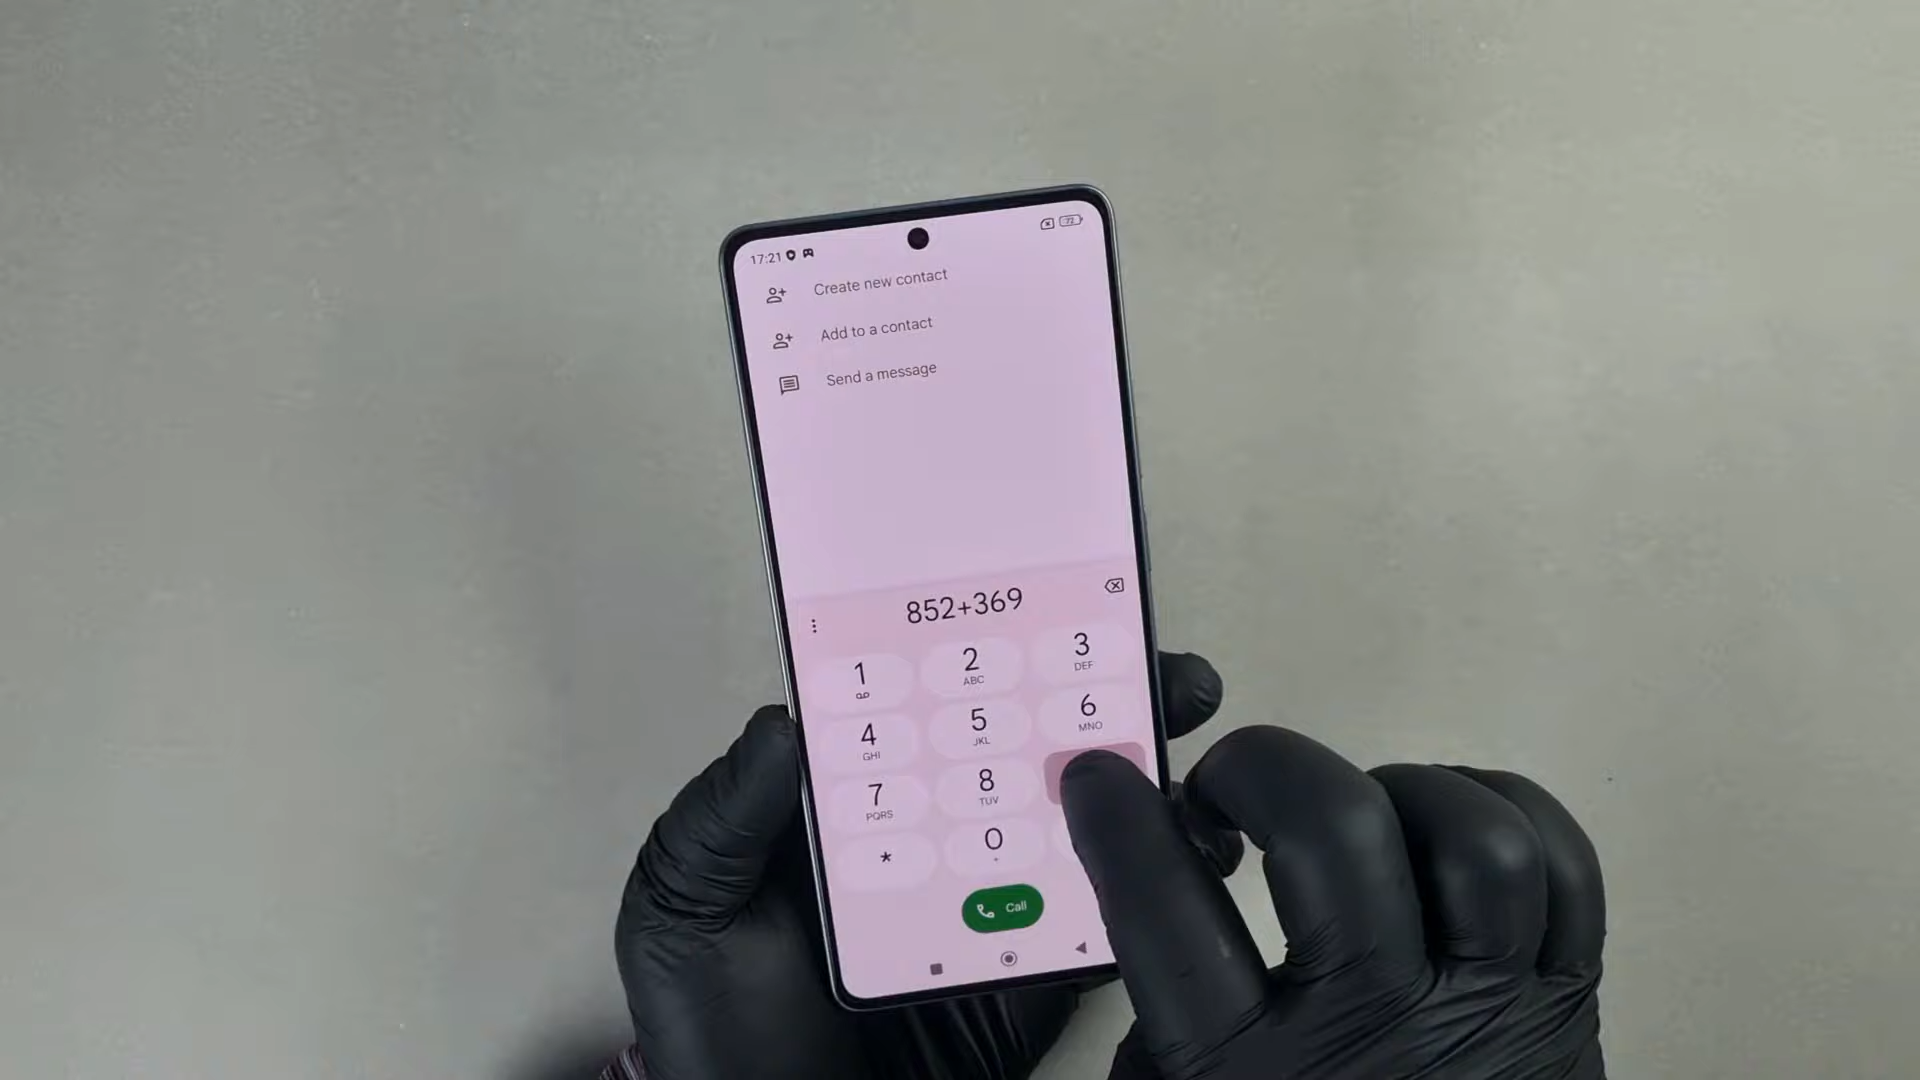 17:21
72
Create new contact
Add to a contact
Send a message
852+369
1 2 3
ABC DEF
4 5 6
GHI JKL MNO
7 8
PQRS TUV
* 0
+
Call